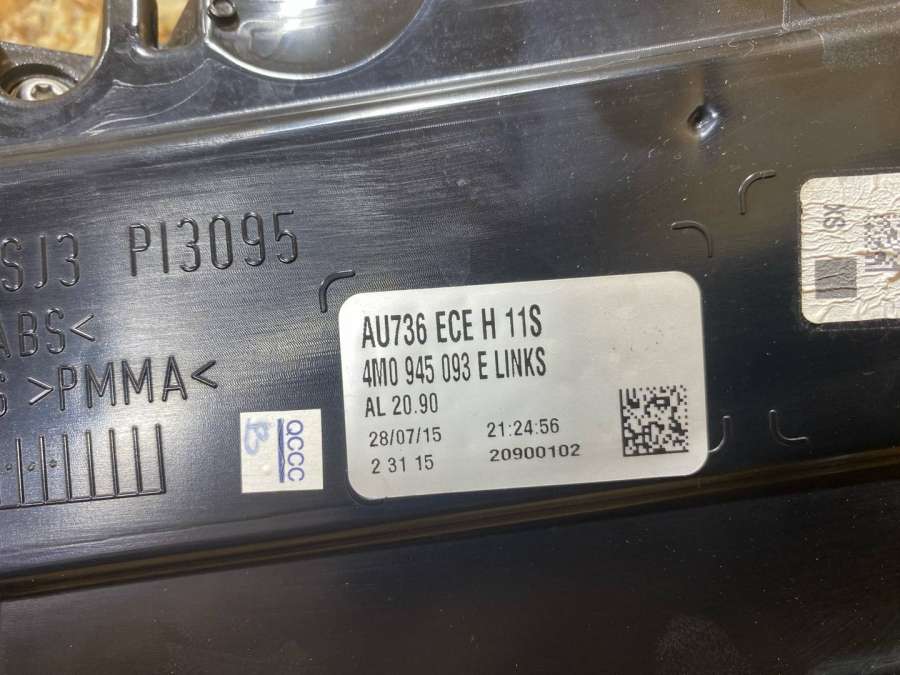 SJ3 PI3095
ABS<
>PMMA<
QCCC
AU736 ECE H 11S
4M0 945 093 E LINKS
AL 20.90
28/07/15 21:24:56
2 31 15 20900102